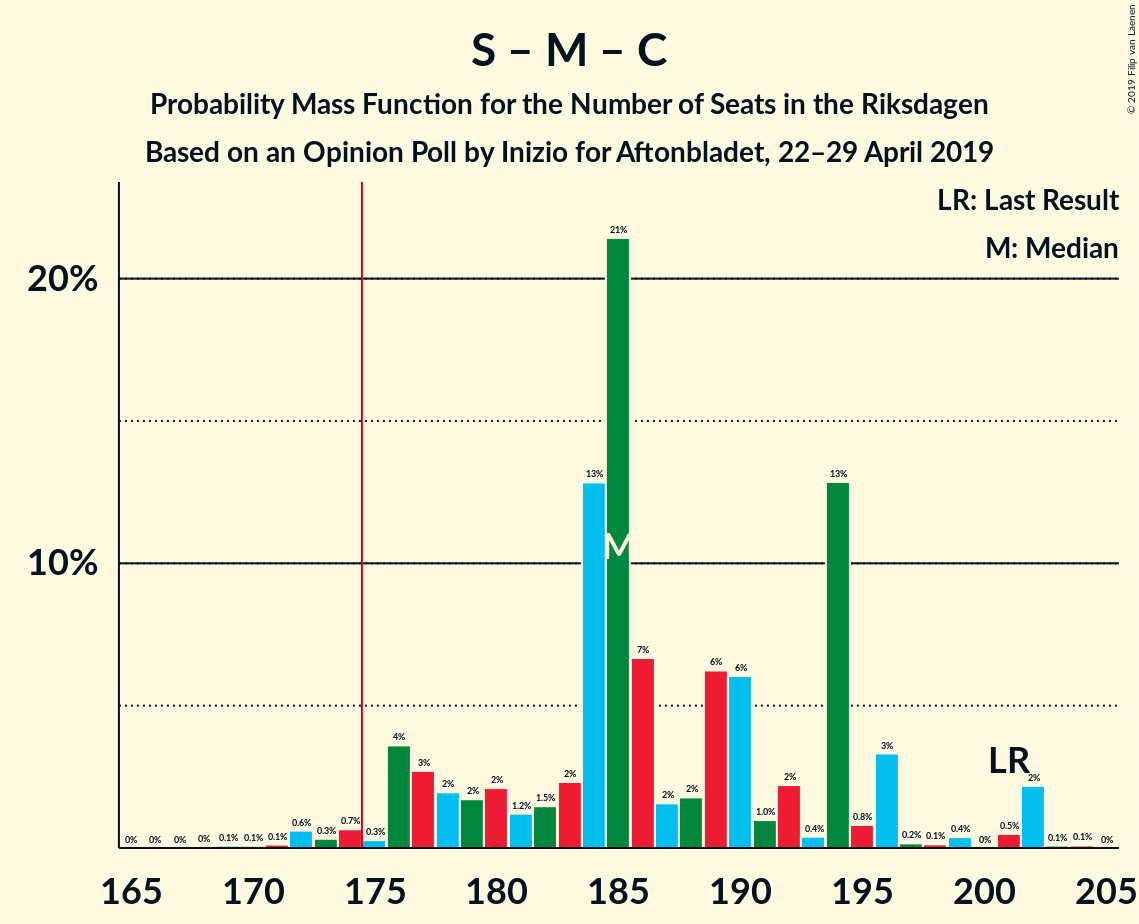 S – M – C
Probability Mass Function for the Number of Seats in the Riksdagen
Based on an Opinion Poll by Inizio for Aftonbladet, 22–29 April 2019
© 2019 Filip van Laenen
LR: Last Result
M: Median
20%
10%
0% 0% 0% 0% 0.1% 0.1% 0.1% 0.6% 0.3% 0.7% 0.3% 4% 3% 2% 2% 2% 1.2% 1.5% 2% 13% 21% 7% 2% 2% 6% 6% 1.0% 2% 0.4% 13% 0.8% 3% 0.2% 0.1% 0.4% 0% 0.5% 2% 0.1% 0.1% 0%
M
LR
165 170 175 180 185 190 195 200 205